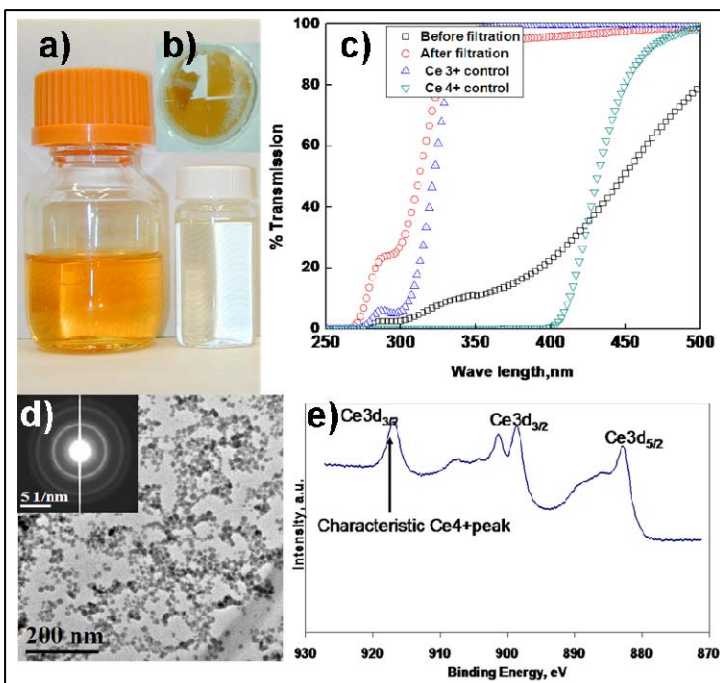 a)
b)
c)
Before filtration
After filtration
Ce 3+ control
Ce 4+ control
% Transmission
100
80
60
40
20
0
250 300 350 400 450 500
Wave length,nm
d)
5 1/nm
200 nm
e)
Ce3d3/2
Ce3d3/2
Ce3d5/2
Characteristic Ce4+peak
Intensity, a.u.
930 920 910 900 890 880 870
Binding Energy, eV